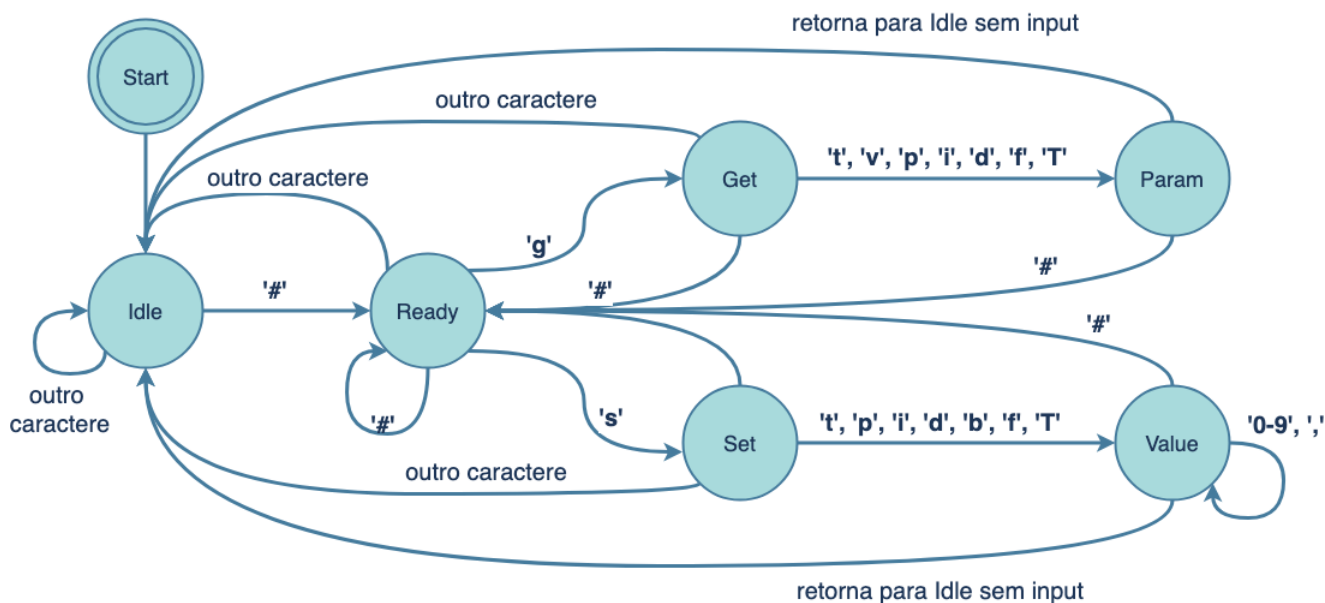 retorna para Idle sem input
Start
outro caractere
't', 'v', 'p', 'i', 'd', 'f', 'T'
Get
Param
outro caractere
'g'
'#'
'#'
'#'
Idle
Ready
'#'
outro
caractere
'#'
's'
't', 'p', 'i', 'd', 'b', 'f', 'T'
'0-9', ','
Set
Value
outro caractere
retorna para Idle sem input